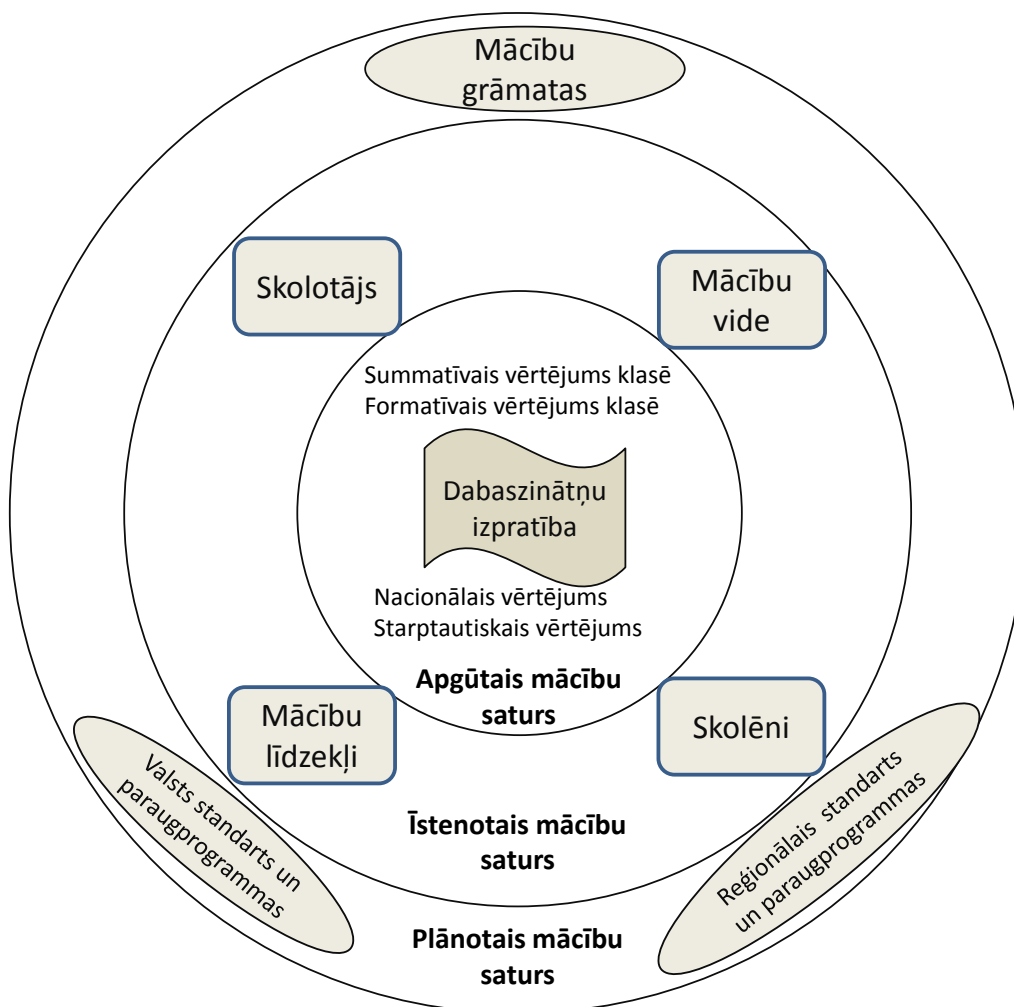 Mācību
grāmatas
Skolotājs
Mācību
vide
Summatīvais vērtējums klasē
Formatīvais vērtējums klasē
Dabaszinātņu
izpratība
Nacionālais vērtējums
Starptautiskais vērtējums
Apgūtais mācību
saturs
Mācību
līdzekļi
Skolēni
Valsts standarts un
paraugprogrammas
Īstenotais mācību
saturs
Reģionālais standarts
un paraugprogrammas
Plānotais mācību
saturs